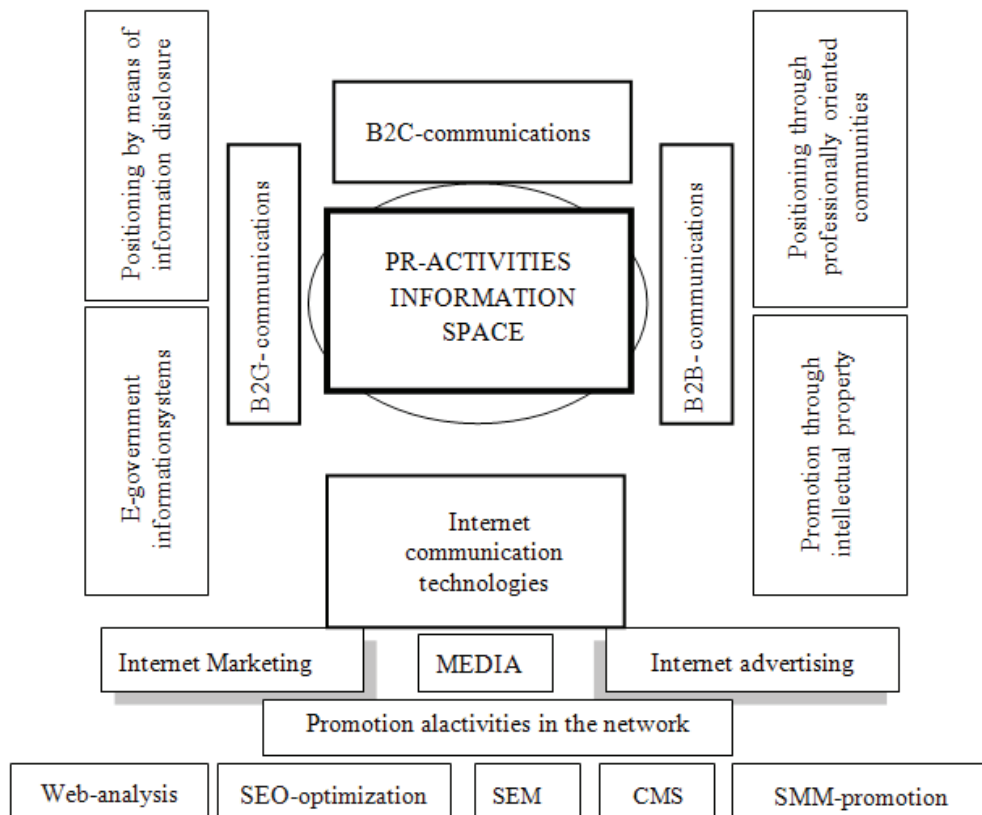 Positioning by means of
information disclosure
B2C-communications
Positioning through
professionally oriented
communities
B2G-communications
PR-ACTIVITIES
INFORMATION
SPACE
B2B- communications
E-government
informationsystems
Promotion through
intellectual property
Internet
communication
technologies
Internet Marketing
MEDIA
Internet advertising
Promotion alactivities in the network
Web-analysis
SEO-optimization
SEM
CMS
SMM-promotion